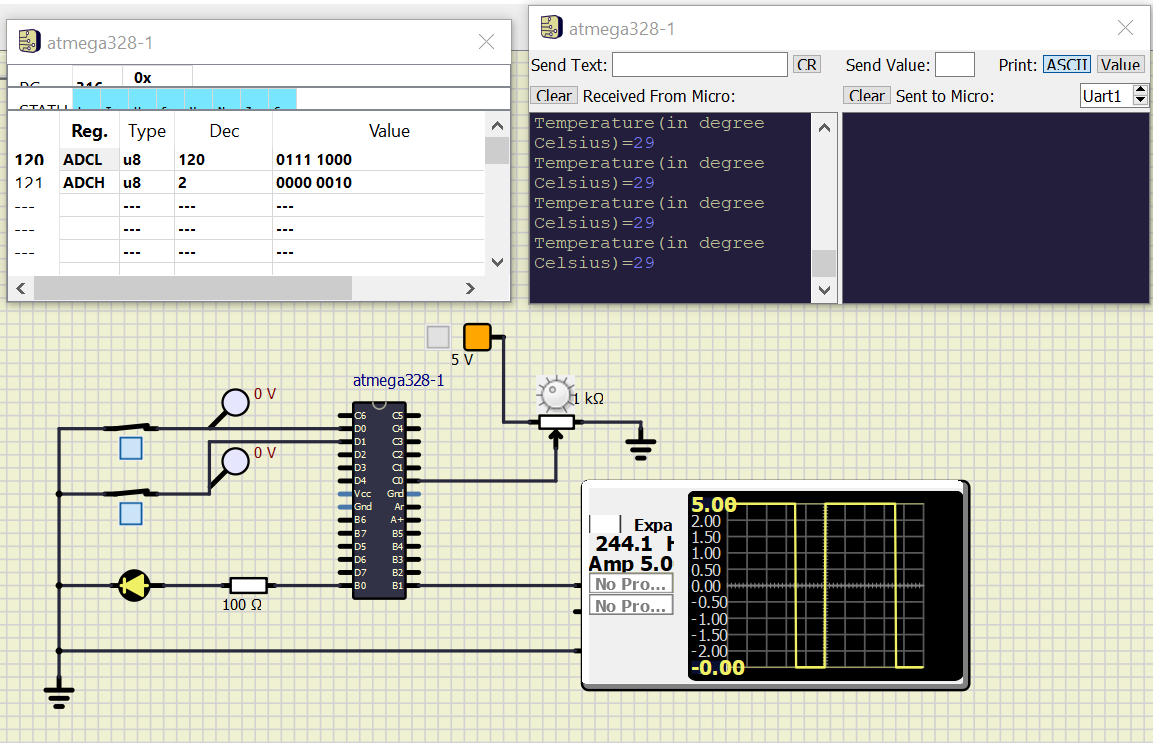 atmega328-1
0x
Reg. Type Dec Value
120 ADCL u8 120 0111 1000
121 ADCH u8 2 0000 0010
--- --- --- ---
--- --- --- ---
--- --- --- ---
atmega328-1
Send Text: CR Send Value: Print: ASCII Value
Clear Received From Micro: Clear Sent to Micro: Uart1
Temperature(in degree
Celsius)=29
Temperature(in degree
Celsius)=29
Temperature(in degree
Celsius)=29
Temperature(in degree
Celsius)=29
5 V
atmega328-1
1 kΩ
0 V
0 V
C6 C5
D0 C4
D1 C3
D2 C2
D3 C1
D4 C0
Vcc Gnd
Gnd Ar
B6 A+
B7 B5
D5 B4
D6 B3
D7 B2
B0 B1
100 Ω
Expa
244.1 H
Amp 5.0
No Pro...
No Pro...
5.00
2.00
1.50
1.00
0.50
0.00
-0.50
-1.00
-1.50
-2.00
-0.00